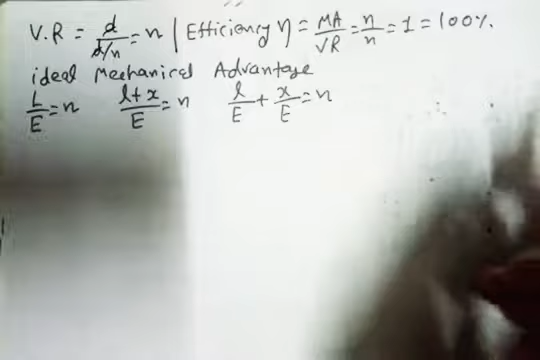 V.R = d/d/n = n | Efficiency η = MA/VR = n/n = 1 = 100%.
ideal Mechanical Advantage
L/E = n   l+x/E = n   l/E + x/E = n